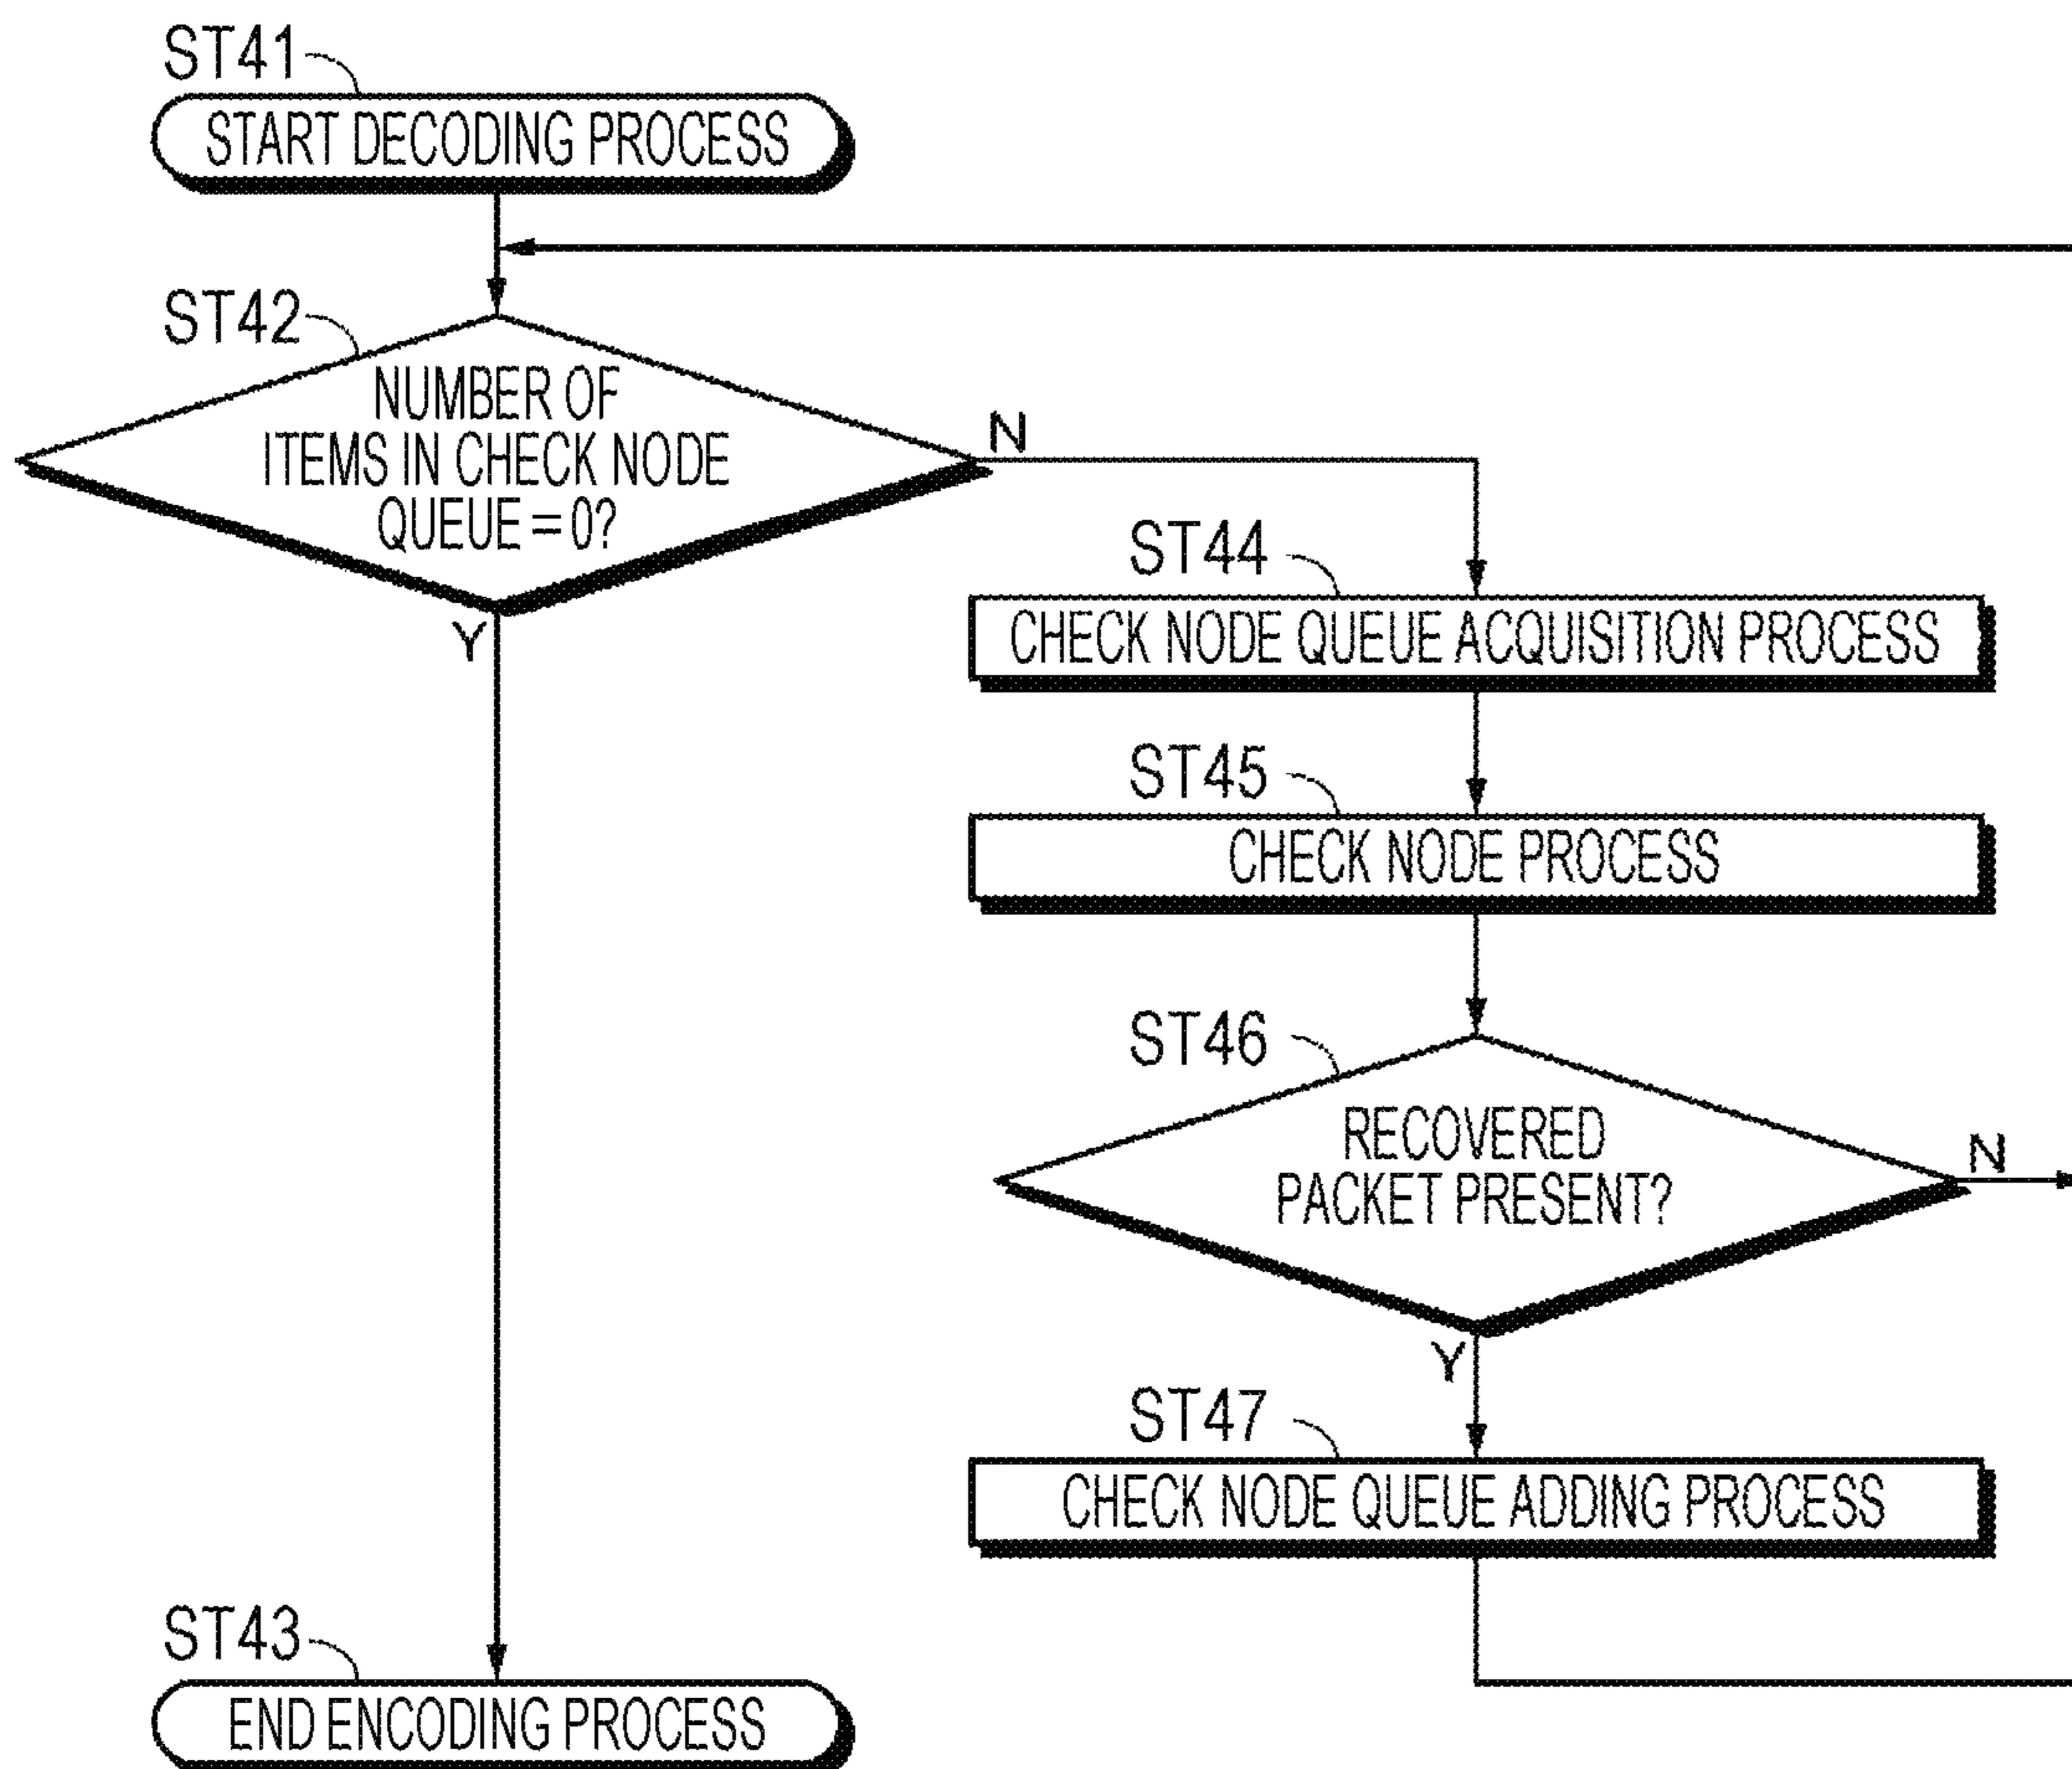 ST41
START DECODING PROCESS
ST42
NUMBER OF
ITEMS IN CHECK NODE
QUEUE = 0?
N
Y
ST44
CHECK NODE QUEUE ACQUISITION PROCESS
ST45
CHECK NODE PROCESS
ST46
RECOVERED
PACKET PRESENT?
N
Y
ST47
CHECK NODE QUEUE ADDING PROCESS
ST43
END ENCODING PROCESS